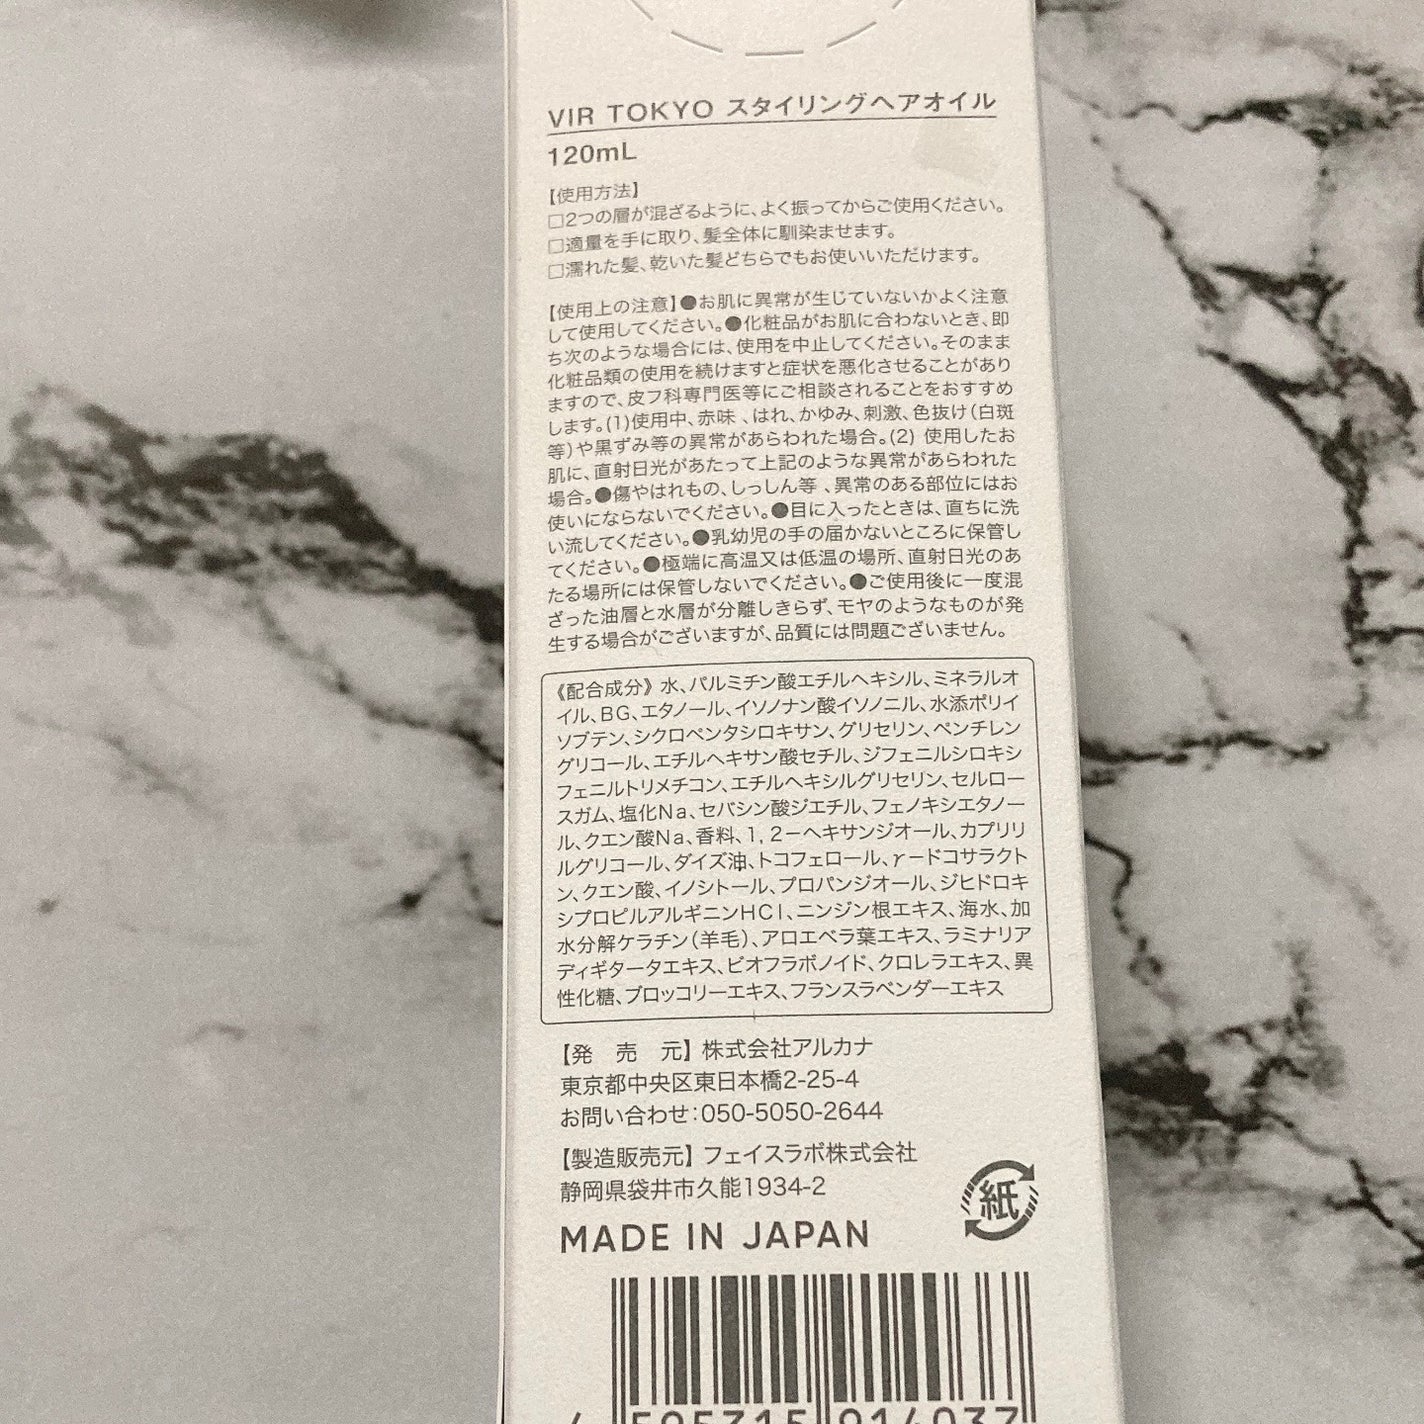 VIR TOKYO スタイリングヘアオイル
120mL
【使用方法】
□2つの層が混ざるように、よく振ってからご使用ください。
□適量を手に取り、髪全体に馴染ませます。
□濡れた髪、乾いた髪どちらでもお使いいただけます。
【使用上の注意】●お肌に異常が生じていないかよく注意
して使用してください。●化粧品がお肌に合わないとき、即
ち次のような場合には、使用を中止してください。そのまま
化粧品類の使用を続けますと症状を悪化させることがあり
ますので、皮フ科専門医等にご相談されることをおすすめ
します。(1)使用中、赤味、はれ、かゆみ、刺激、色抜け(白斑
等)や黒ずみ等の異常があらわれた場合。(2) 使用したお
肌に、直射日光があたって上記のような異常があらわれた
場合。●傷やはれもの、しっしん等、異常のある部位にはお
使いにならないでください。●目に入ったときは、直ちに洗
い流してください。●乳幼児の手の届かないところに保管し
てください。●極端に高温又は低温の場所、直射日光のあ
たる場所には保管しないでください。●ご使用後に一度混
ざった油層と水層が分離しきらず、モヤのようなものが発
生する場合がございますが、品質には問題ございません。
《配合成分》水、パルミチン酸エチルヘキシル、ミネラルオ
イル、BG、エタノール、イソノナン酸イソノニル、水添ポリイ
ソブテン、シクロペンタシロキサン、グリセリン、ペンチレン
グリコール、エチルヘキサン酸セチル、ジフェニルシロキシ
フェニルトリメチコン、エチルヘキシルグリセリン、セルロー
スガム、塩化Na、セバシン酸ジエチル、フェノキシエタノー
ル、クエン酸Na、香料、1,2－ヘキサンジオール、カプリリ
ルグリコール、ダイズ油、トコフェロール、r－ドコサラクト
ン、クエン酸、イノシトール、プロパンジオール、ジヒドロキ
シプロピルアルギニンHCl、ニンジン根エキス、海水、加
水分解ケラチン(羊毛)、アロエベラ葉エキス、ラミナリア
ディギタータエキス、ビオフラボノイド、クロレラエキス、異
性化糖、ブロッコリーエキス、フランスラベンダーエキス
【発　売　元】株式会社アルカナ
東京都中央区東日本橋2-25-4
お問い合わせ:050-5050-2644
【製造販売元】フェイスラボ株式会社
静岡県袋井市久能1934-2
紙
MADE IN JAPAN
4 595315 914037